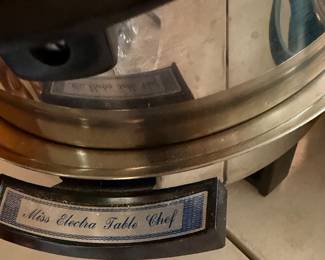 Miss Electra Table Chef